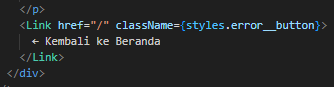 </p>
<Link href="/" className={styles.error__button}>
← Kembali ke Beranda
</Link>
</div>